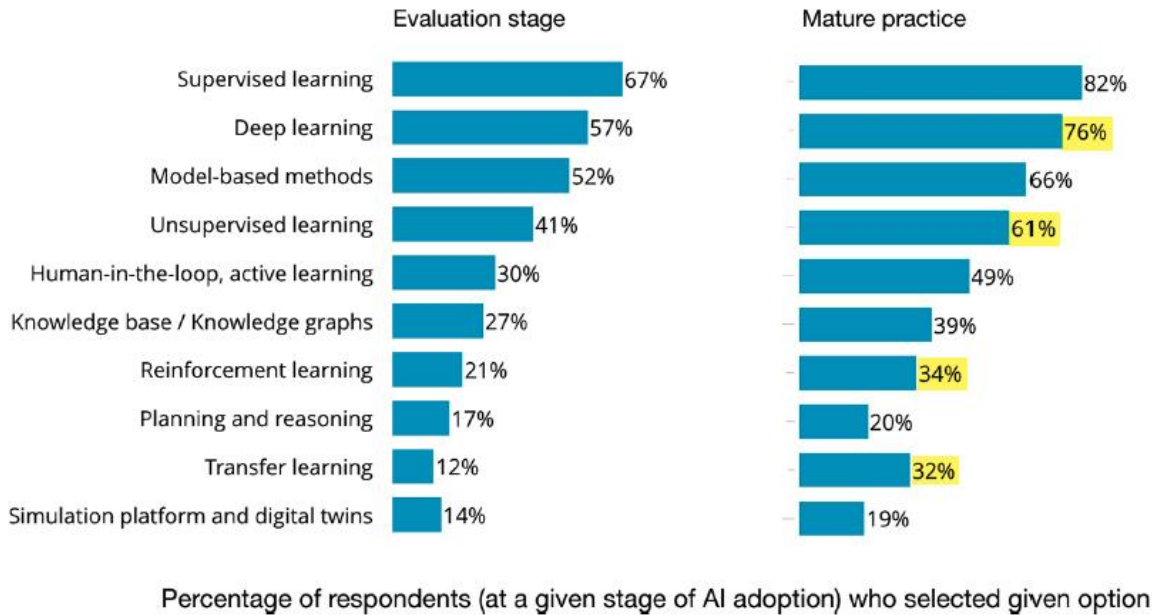 Evaluation stage Mature practice
Supervised learning 67% 82%
Deep learning 57% 76%
Model-based methods 52% 66%
Unsupervised learning 41% 61%
Human-in-the-loop, active learning 30% 49%
Knowledge base / Knowledge graphs 27% 39%
Reinforcement learning 21% 34%
Planning and reasoning 17% 20%
Transfer learning 12% 32%
Simulation platform and digital twins 14% 19%
Percentage of respondents (at a given stage of AI adoption) who selected given option